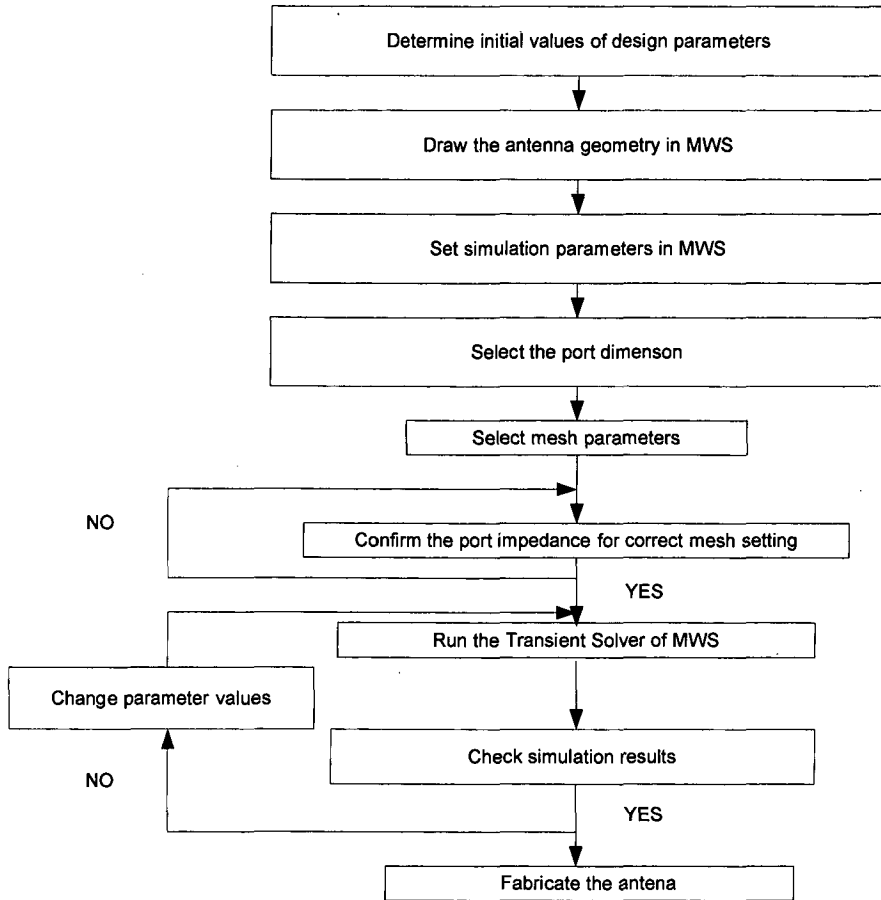 Determine initial values of design parameters
Draw the antenna geometry in MWS
Set simulation parameters in MWS
Select the port dimenson
Select mesh parameters
NO
Confirm the port impedance for correct mesh setting
YES
Run the Transient Solver of MWS
Change parameter values
Check simulation results
NO
YES
Fabricate the antena